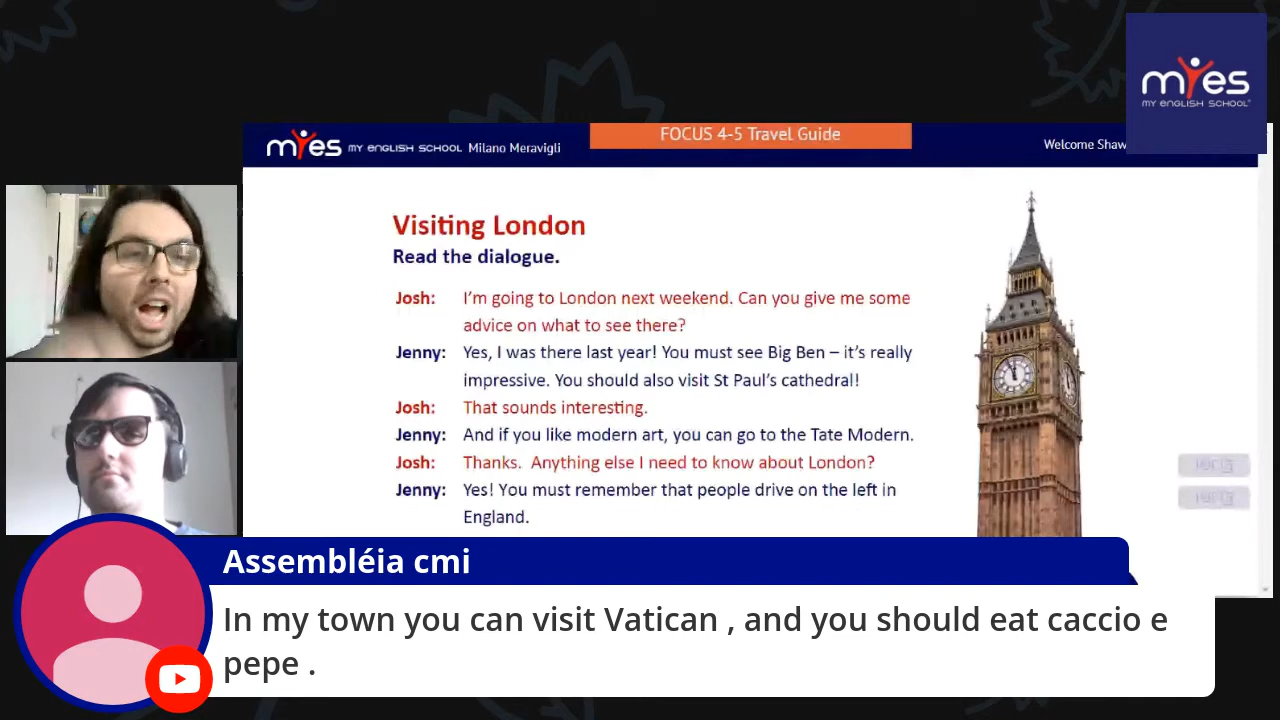 myes
MY ENGLISH SCHOOL
myes MY ENGLISH SCHOOL Milano Meravigli
FOCUS 4-5 Travel Guide
Welcome Shaw
Visiting London
Read the dialogue.
Josh: I'm going to London next weekend. Can you give me some
advice on what to see there?
Jenny: Yes, I was there last year! You must see Big Ben – it's really
impressive. You should also visit St Paul's cathedral!
Josh: That sounds interesting.
Jenny: And if you like modern art, you can go to the Tate Modern.
Josh: Thanks. Anything else I need to know about London?
Jenny: Yes! You must remember that people drive on the left in
England.
Assembléia cmi
In my town you can visit Vatican , and you should eat caccio e
pepe .